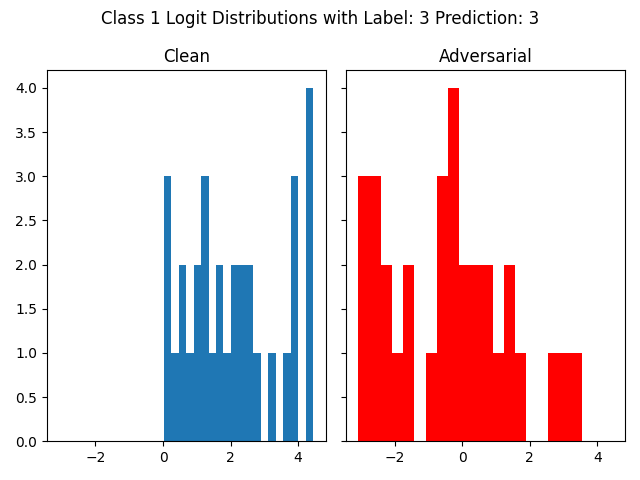 Class 1 Logit Distributions with Label: 3 Prediction: 3
Clean
Adversarial
4.0
3.5
3.0
2.5
2.0
1.5
1.0
0.5
0.0
−2 0 2 4
−2 0 2 4